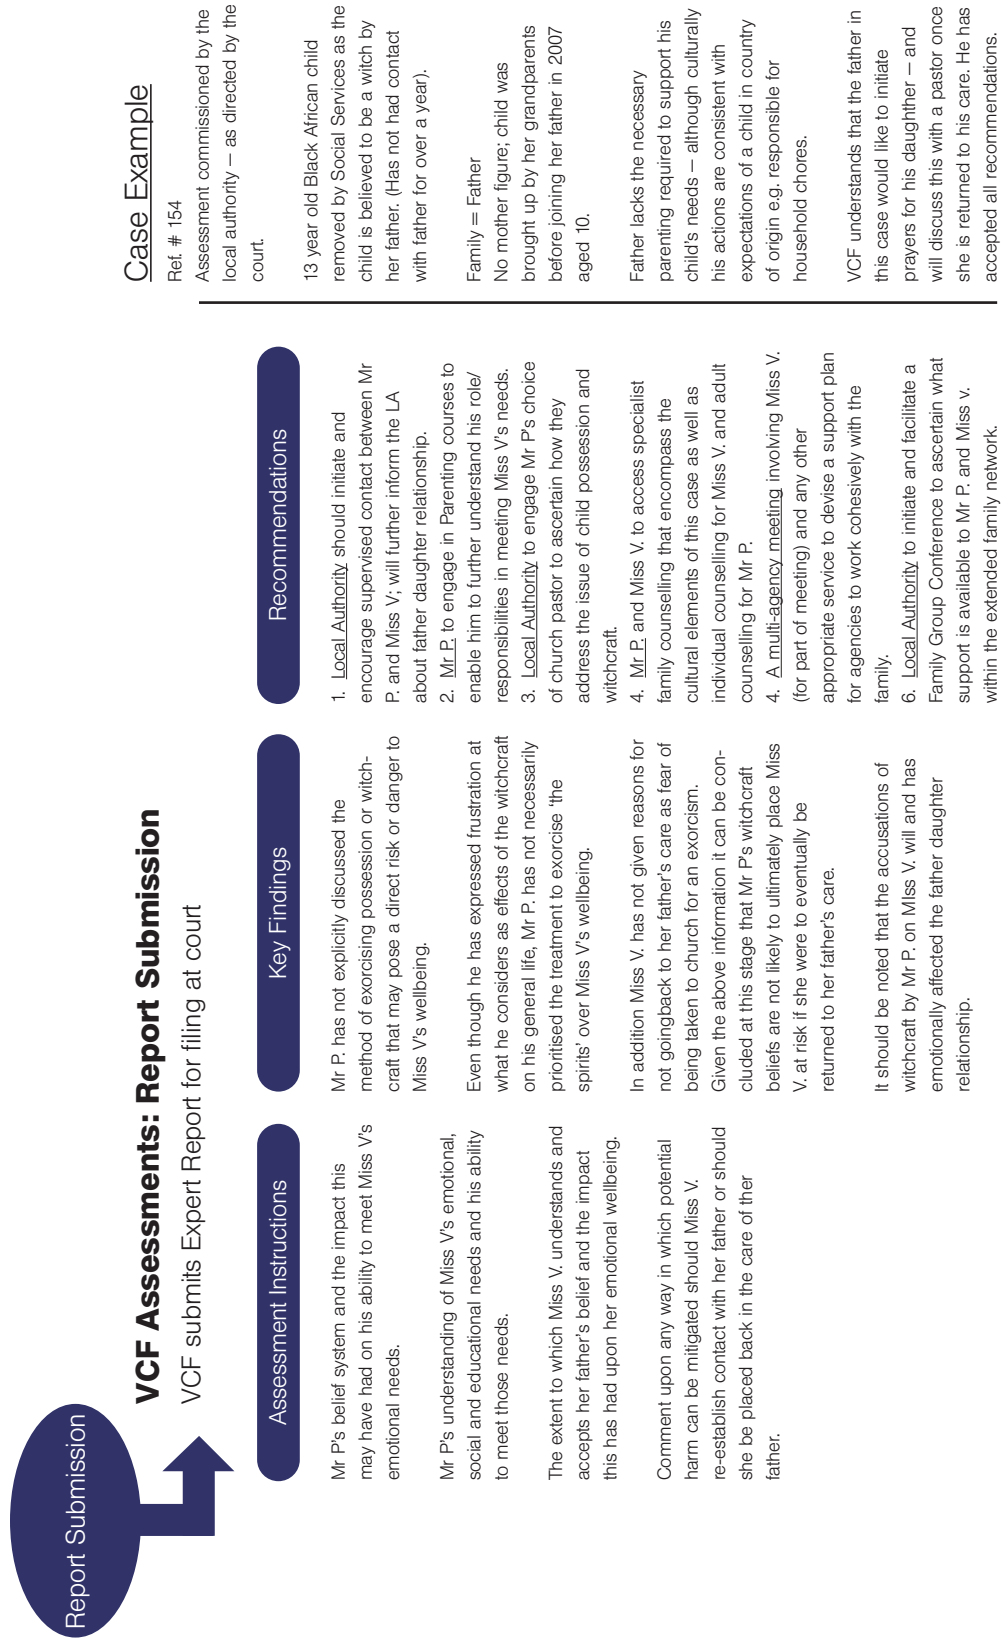 Report Submission
VCF Assessments: Report Submission
VCF submits Expert Report for filing at court
Assessment Instructions
Mr P's belief system and the impact this
may have had on his ability to meet Miss V's
emotional needs.
Mr P's understanding of Miss V's emotional,
social and educational needs and his ability
to meet those needs.
The extent to which Miss V. understands and
accepts her father's belief and the impact
this has had upon her emotional wellbeing.
Comment upon any way in which potential
harm can be mitigated should Miss V.
re-establish contact with her father or should
she be placed back in the care of ther
father.
Key Findings
Mr P. has not explicitly discussed the
method of exorcising possession or witch-
craft that may pose a direct risk or danger to
Miss V's wellbeing.
Even though he has expressed frustration at
what he considers as effects of the witchcraft
on his general life, Mr P. has not necessarily
prioritised the treatment to exorcise 'the
spirits' over Miss V's wellbeing.
In addition Miss V. has not given reasons for
not goingback to her father's care as fear of
being taken to church for an exorcism.
Given the above information it can be con-
cluded at this stage that Mr P's witchcraft
beliefs are not likely to ultimately place Miss
V. at risk if she were to eventually be
returned to her father's care.
It should be noted that the accusations of
witchcraft by Mr P. on MIss V. will and has
emotionally affected the father daughter
relationship.
Recommendations
1. Local Authority should initiate and
encourage supervised contact between Mr
P. and Miss V; will further inform the LA
about father daughter relationship.
2. Mr P. to engage in Parenting courses to
enable him to further understand his role/
responsibilities in meeting Miss V's needs.
3. Local Authority to engage Mr P's choice
of church pastor to ascertain how they
address the issue of child possession and
witchcraft.
4. Mr P. and Miss V. to access specialist
family counselling that encompass the
cultural elements of this case as well as
individual counselling for Miss V. and adult
counselling for Mr P.
4. A multi-agency meeting involving Miss V.
(for part of meeting) and any other
appropriate service to devise a support plan
for agencies to work cohesively with the
family.
6. Local Authority to initiate and facilitate a
Family Group Conference to ascertain what
support is available to Mr P. and Miss v.
within the extended family network.
Case Example
Ref. # 154
Assessment commissioned by the
local authority – as directed by the
court.
13 year old Black African child
removed by Social Services as the
child is believed to be a witch by
her father. (Has not had contact
with father for over a year).
Family = Father
No mother figure; child was
brought up by her grandparents
before joining her father in 2007
aged 10.
Father lacks the necessary
parenting required to support his
child's needs – although culturally
his actions are consistent with
expectations of a child in country
of origin e.g. responsible for
household chores.
VCF understands that the father in
this case would like to initiate
prayers for his daughther – and
will discuss this with a pastor once
she is returned to his care. He has
accepted all recommendations.